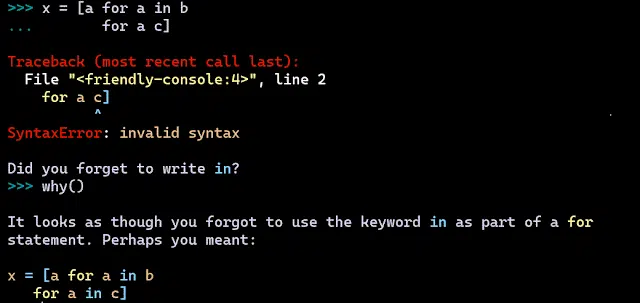 >>> x = [a for a in b
...       for a c]
Traceback (most recent call last):
  File "<friendly-console:4>", line 2
    for a c]
          ^
SyntaxError: invalid syntax
Did you forget to write in?
>>> why()
It looks as though you forgot to use the keyword in as part of a for
statement. Perhaps you meant:
x = [a for a in b
   for a in c]